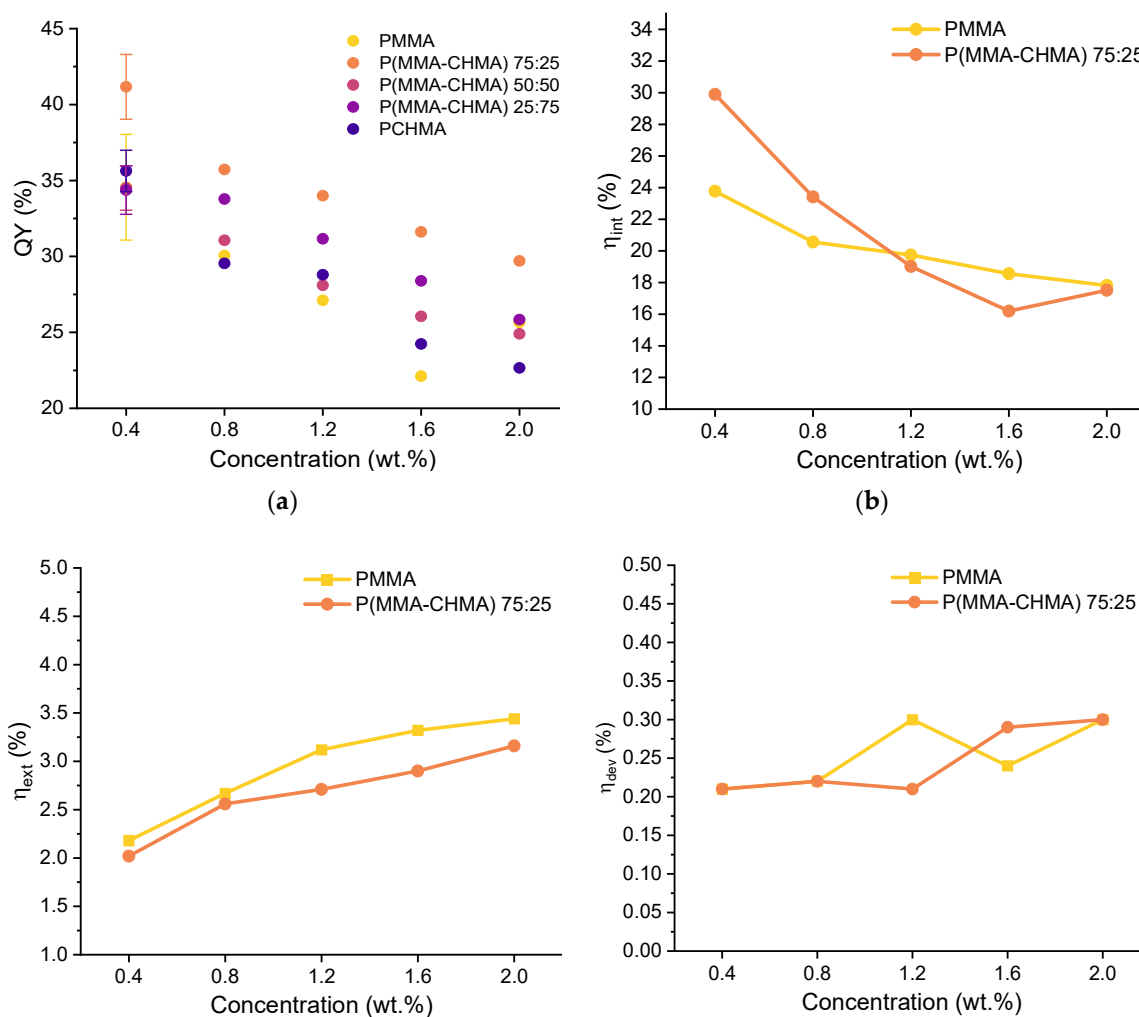 45
40
35
30
25
20
QY (%)
PMMA
P(MMA-CHMA) 75:25
P(MMA-CHMA) 50:50
P(MMA-CHMA) 25:75
PCHMA
0.4 0.8 1.2 1.6 2.0
Concentration (wt.%)
(a)
34
32
30
28
26
24
22
20
18
16
14
12
10
ηint (%)
PMMA
P(MMA-CHMA) 75:25
0.4 0.8 1.2 1.6 2.0
Concentration (wt.%)
(b)
5.0
4.5
4.0
3.5
3.0
2.5
2.0
1.5
1.0
ηext (%)
PMMA
P(MMA-CHMA) 75:25
0.4 0.8 1.2 1.6 2.0
Concentration (wt.%)
0.50
0.45
0.40
0.35
0.30
0.25
0.20
0.15
0.10
0.05
0.00
ηdev (%)
PMMA
P(MMA-CHMA) 75:25
0.4 0.8 1.2 1.6 2.0
Concentration (wt.%)